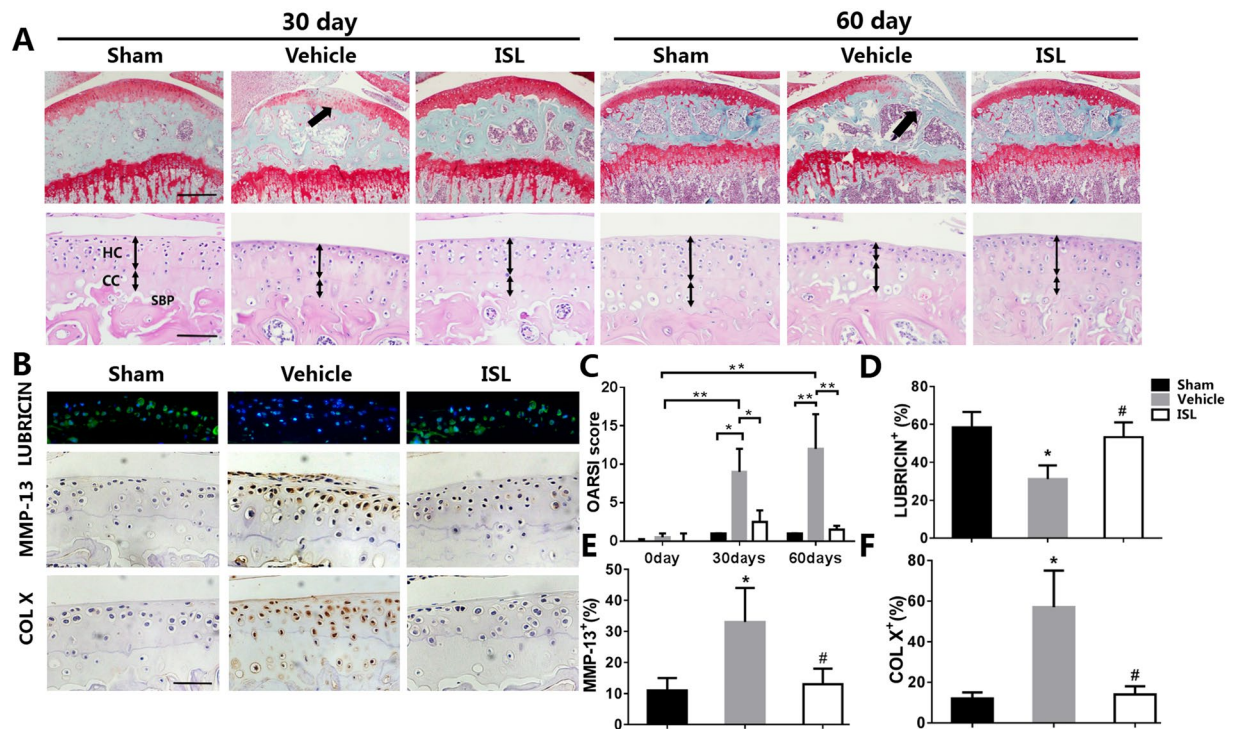 A
30 day
60 day
Sham Vehicle ISL Sham Vehicle ISL
HC
CC
SBP
B
Sham Vehicle ISL
LUBRICIN
MMP-13
COL X
C
** ** ** ** * *
OARSI score
20
15
10
5
0
0day 30days 60days
D
Sham
Vehicle
ISL
LUBRICIN+ (%)
80
60
40
20
0
* #
E
MMP-13+(%)
50
40
30
20
10
0
* #
F
COL X+ (%)
80
60
40
20
0
* #